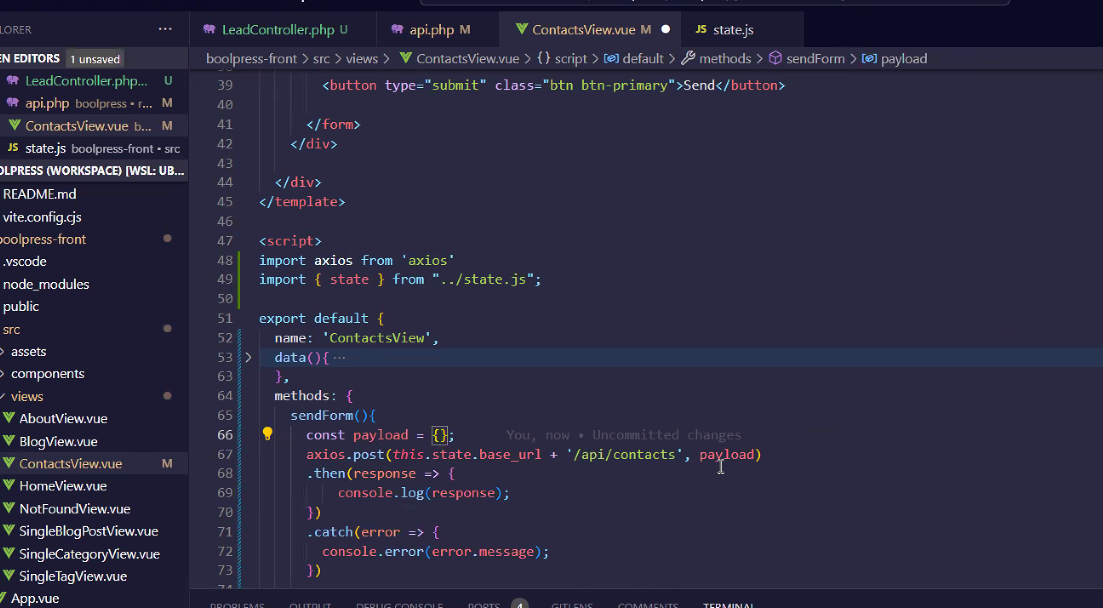 LORER ···
LeadController.php U
api.php M
ContactsView.vue M
JS state.js
EN EDITORS 1 unsaved
boolpress-front > src > views > ContactsView.vue > {} script > default > methods > sendForm > payload
LeadController.php... U
api.php boolpress • r... M
ContactsView.vue b... M
JS state.js boolpress-front • src
OLPRESS (WORKSPACE) [WSL: UB...
README.md
vite.config.cjs
oolpress-front
.vscode
node_modules
public
src
assets
components
views
AboutView.vue
BlogView.vue
ContactsView.vue M
HomeView.vue
NotFoundView.vue
SingleBlogPostView.vue
SingleCategoryView.vue
SingleTagView.vue
App.vue
39 <button type="submit" class="btn btn-primary">Send</button>
40
41 </form>
42 </div>
43
44 </div>
45 </template>
46
47 <script>
48 import axios from 'axios'
49 import { state } from "../state.js";
50
51 export default {
52 name: 'ContactsView',
53 data(){ ···
63 },
64 methods: {
65 sendForm(){
66 const payload = {}; You, now • Uncommitted changes
67 axios.post(this.state.base_url + '/api/contacts', payload)
68 .then(response => {
69 console.log(response);
70 })
71 .catch(error => {
72 console.error(error.message);
73 })
PROBLEMS OUTPUT DEBUG CONSOLE PORTS 4 GITLENS COMMENTS TERMINAL